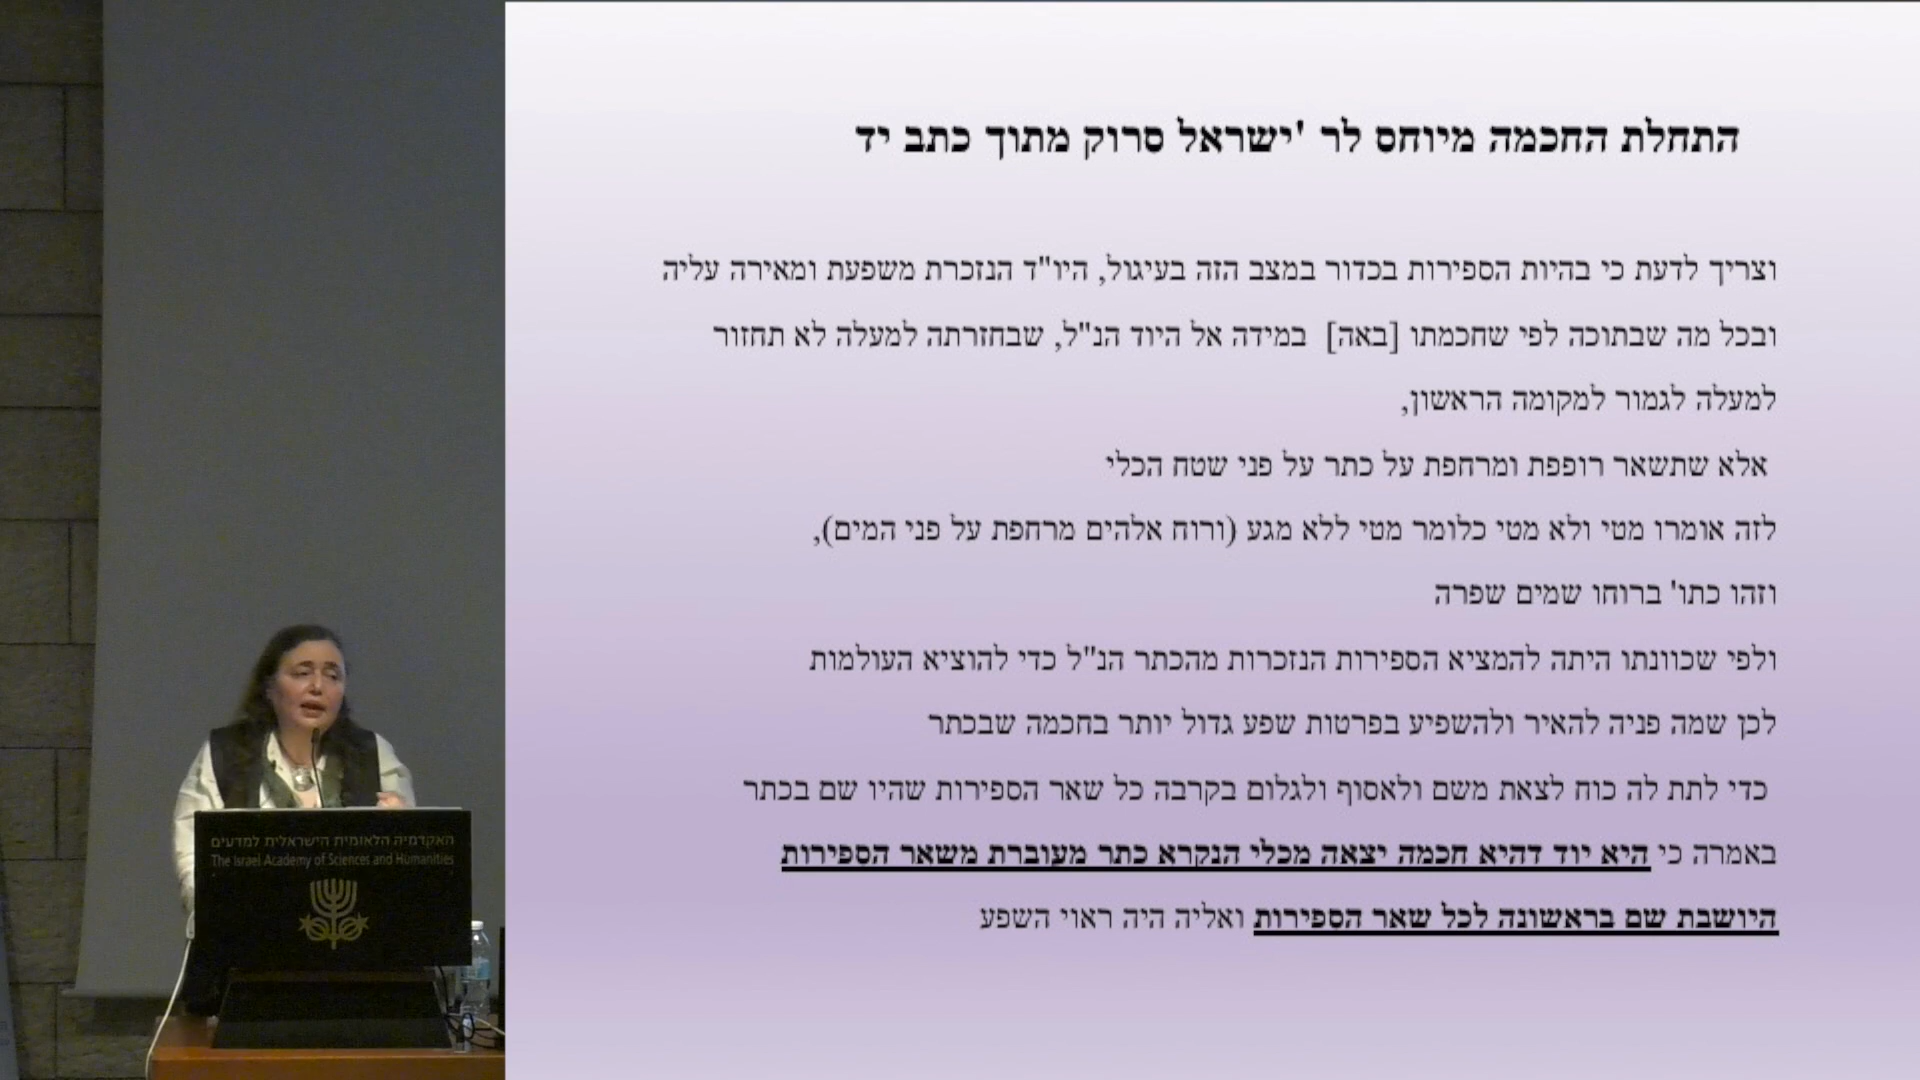 התחלת החכמה מיוחס לר 'ישראל סרוק מתוך כתב יד
וצריך לדעת כי בהיות הספירות בכדור במצב הזה בעיגול, היו"ד הנזכרת משפעת ומאירה עליה
ובכל מה שבתוכה לפי שחכמתו [באה] במידה אל היוד הנ"ל, שבחזרתה למעלה לא תחזור
למעלה לגמור למקומה הראשון,
אלא שתשאר רופפת ומרחפת על כתר על פני שטח הכלי
לזה אומרו מטי ולא מטי כלומר מטי ללא מגע (ורוח אלהים מרחפת על פני המים),
וזהו כתו' ברוחו שמים שפרה
ולפי שכוונתו היתה להמציא הספירות הנזכרות מהכתר הנ"ל כדי להוציא העולמות
לכן שמה פניה להאיר ולהשפיע בפרטות שפע גדול יותר בחכמה שבכתר
כדי לתת לה כוח לצאת משם ולאסוף ולגלום בקרבה כל שאר הספירות שהיו שם בכתר
באמרה כי היא יוד דהיא חכמה יצאה מכלי הנקרא כתר מעוברת משאר הספירות
היושבת שם בראשונה לכל שאר הספירות ואליה היה ראוי השפע
האקדמיה הלאומית הישראלית למדעים
The Israel Academy of Sciences and Humanities